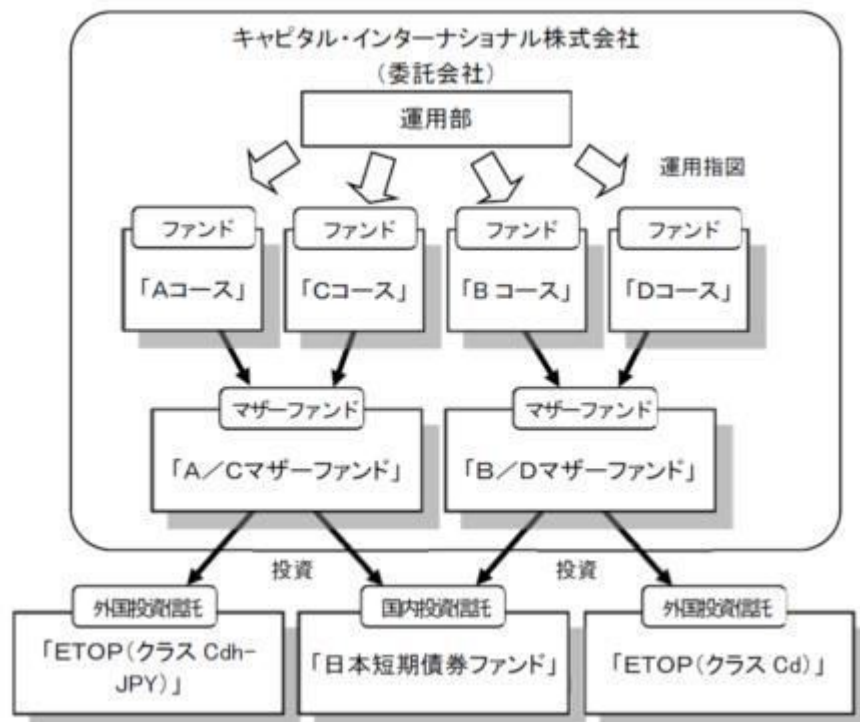 キャピタル・インターナショナル株式会社
(委託会社)
運用部
運用指図
ファンド
「Aコース」
ファンド
「Cコース」
ファンド
「B コース」
ファンド
「Dコース」
マザーファンド
「A/Cマザーファンド」
マザーファンド
「B/Dマザーファンド」
投資
投資
外国投資信託
「ETOP(クラス Cdh-
JPY)」
国内投資信託
「日本短期債券ファンド」
外国投資信託
「ETOP(クラス Cd)」